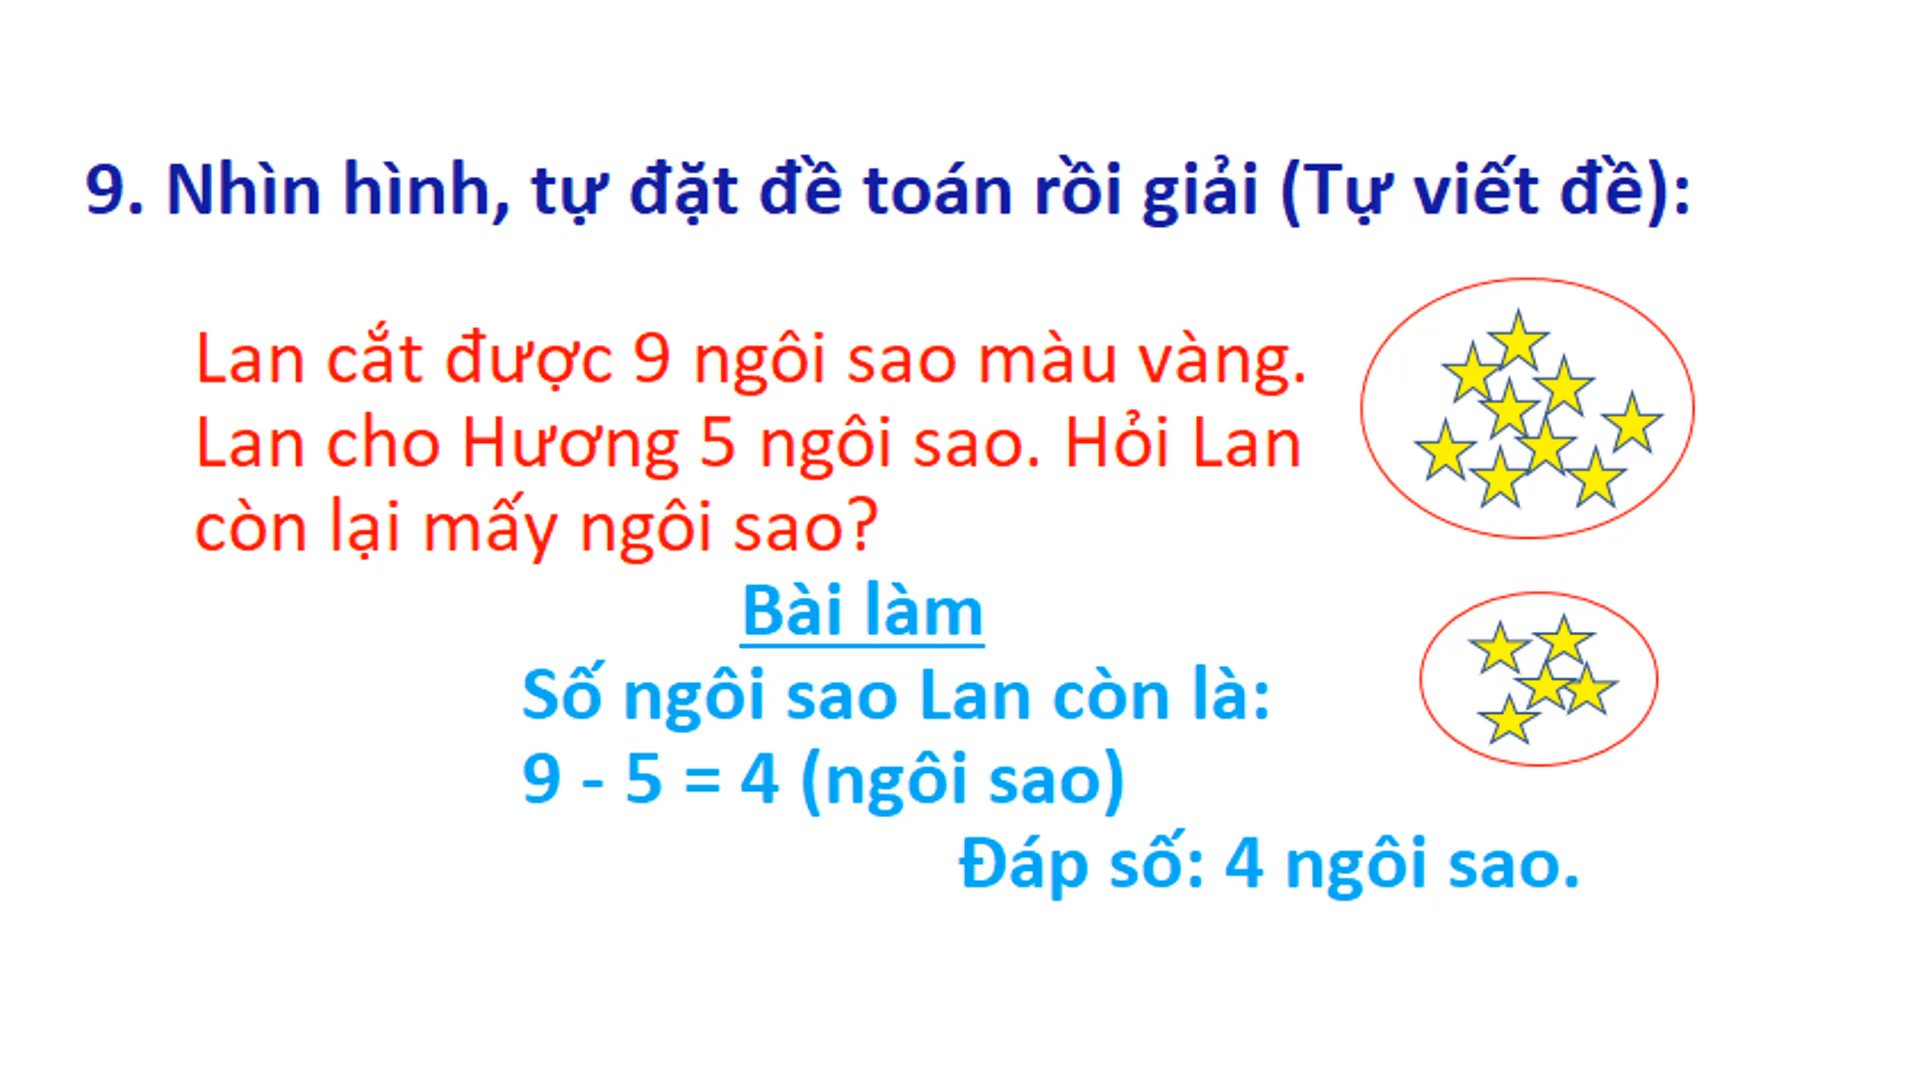 9. Nhìn hình, tự đặt đề toán rồi giải (Tự viết đề):
Lan cắt được 9 ngôi sao màu vàng.
Lan cho Hương 5 ngôi sao. Hỏi Lan
còn lại mấy ngôi sao?
Bài làm
Số ngôi sao Lan còn là:
9 - 5 = 4 (ngôi sao)
Đáp số: 4 ngôi sao.